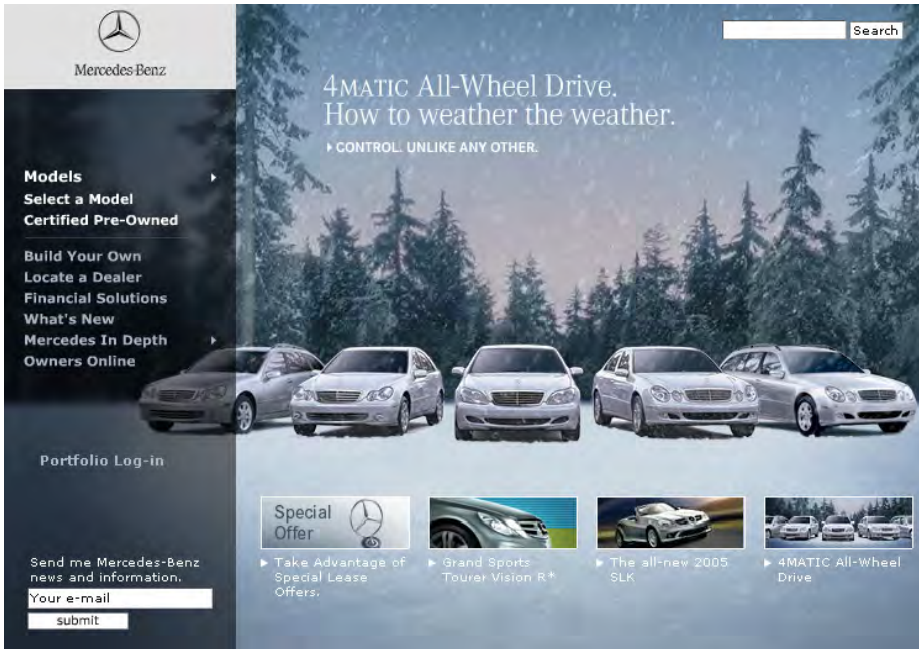 Mercedes-Benz
Search
4MATIC All-Wheel Drive.
How to weather the weather.
CONTROL. UNLIKE ANY OTHER.
Models
Select a Model
Certified Pre-Owned
Build Your Own
Locate a Dealer
Financial Solutions
What's New
Mercedes In Depth
Owners Online
Portfolio Log-in
Send me Mercedes-Benz
news and information.
Your e-mail
submit
Special
Offer
Take Advantage of
Special Lease
Offers.
Grand Sports
Tourer Vision R*
The all-new 2005
SLK
4MATIC All-Wheel
Drive